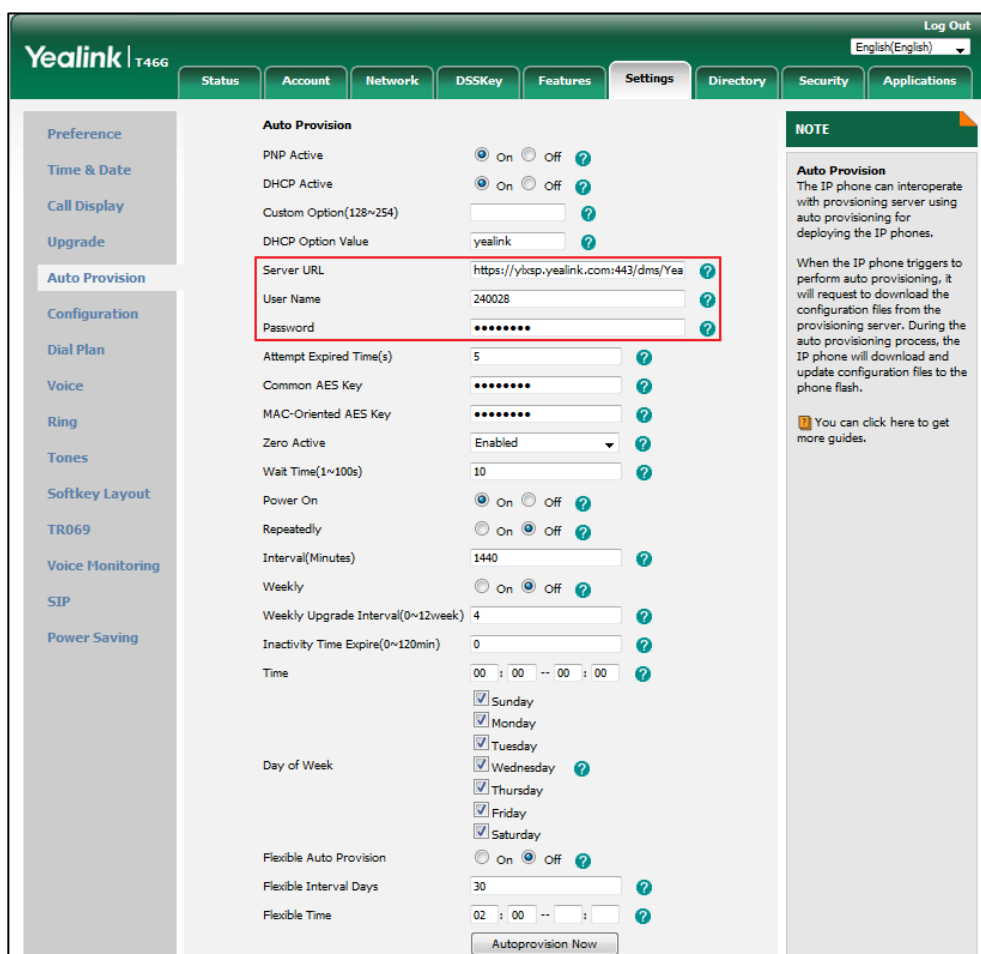 Log Out
English(English)
Yealink | T46G
Status Account Network DSSKey Features Settings Directory Security Applications
Preference
Time & Date
Call Display
Upgrade
Auto Provision
Configuration
Dial Plan
Voice
Ring
Tones
Softkey Layout
TR069
Voice Monitoring
SIP
Power Saving
Auto Provision
PNP Active On Off ?
DHCP Active On Off ?
Custom Option(128~254) ?
DHCP Option Value yealink ?
Server URL https://ylxsp.yealink.com:443/dms/Yea ?
User Name 240028 ?
Password •••••••• ?
Attempt Expired Time(s) 5 ?
Common AES Key •••••••• ?
MAC-Oriented AES Key •••••••• ?
Zero Active Enabled ?
Wait Time(1~100s) 10 ?
Power On On Off ?
Repeatedly On Off ?
Interval(Minutes) 1440 ?
Weekly On Off ?
Weekly Upgrade Interval(0~12week) 4 ?
Inactivity Time Expire(0~120min) 0 ?
Time 00 : 00 -- 00 : 00 ?
Sunday
Monday
Tuesday
Day of Week Wednesday ?
Thursday
Friday
Saturday
Flexible Auto Provision On Off ?
Flexible Interval Days 30 ?
Flexible Time 02 : 00 -- : ?
Autoprovision Now
NOTE
Auto Provision
The IP phone can interoperate
with provsioning server using
auto provisioning for
deploying the IP phones.
When the IP phone triggers to
perform auto provisioning, it
will request to download the
configuration files from the
provisioning server. During the
auto provisioning process, the
IP phone will download and
update configuration files to the
phone flash.
? You can click here to get
more guides.